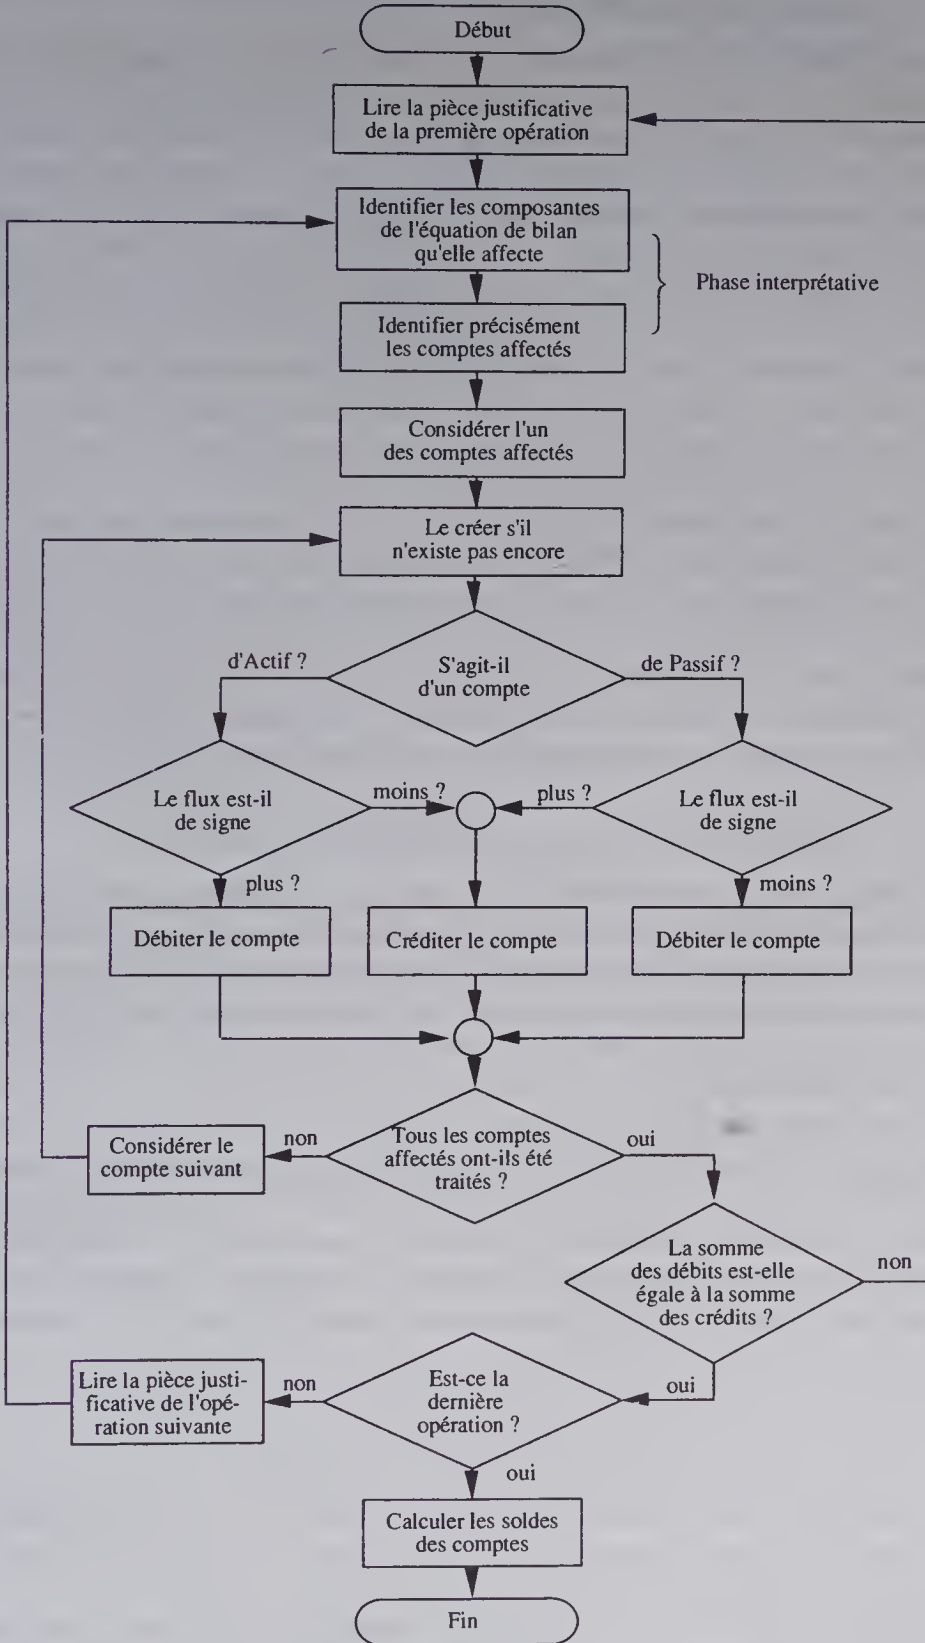 Début
Lire la pièce justificative
de la première opération
Identifier les composantes
de l'équation de bilan
qu'elle affecte
Phase interprétative
Identifier précisément
les comptes affectés
Considérer l'un
des comptes affectés
Le créer s'il
n'existe pas encore
d'Actif ?
S'agit-il
d'un compte
de Passif ?
Le flux est-il
de signe
moins ?
plus ?
Le flux est-il
de signe
plus ?
moins ?
Débiter le compte
Créditer le compte
Débiter le compte
Considérer le
compte suivant
non
Tous les comptes
affectés ont-ils été
traités ?
oui
La somme
des débits est-elle
égale à la somme
des crédits ?
non
oui
Lire la pièce justi-
ficative de l'opé-
ration suivante
non
Est-ce la
dernière
opération ?
oui
Calculer les soldes
des comptes
Fin